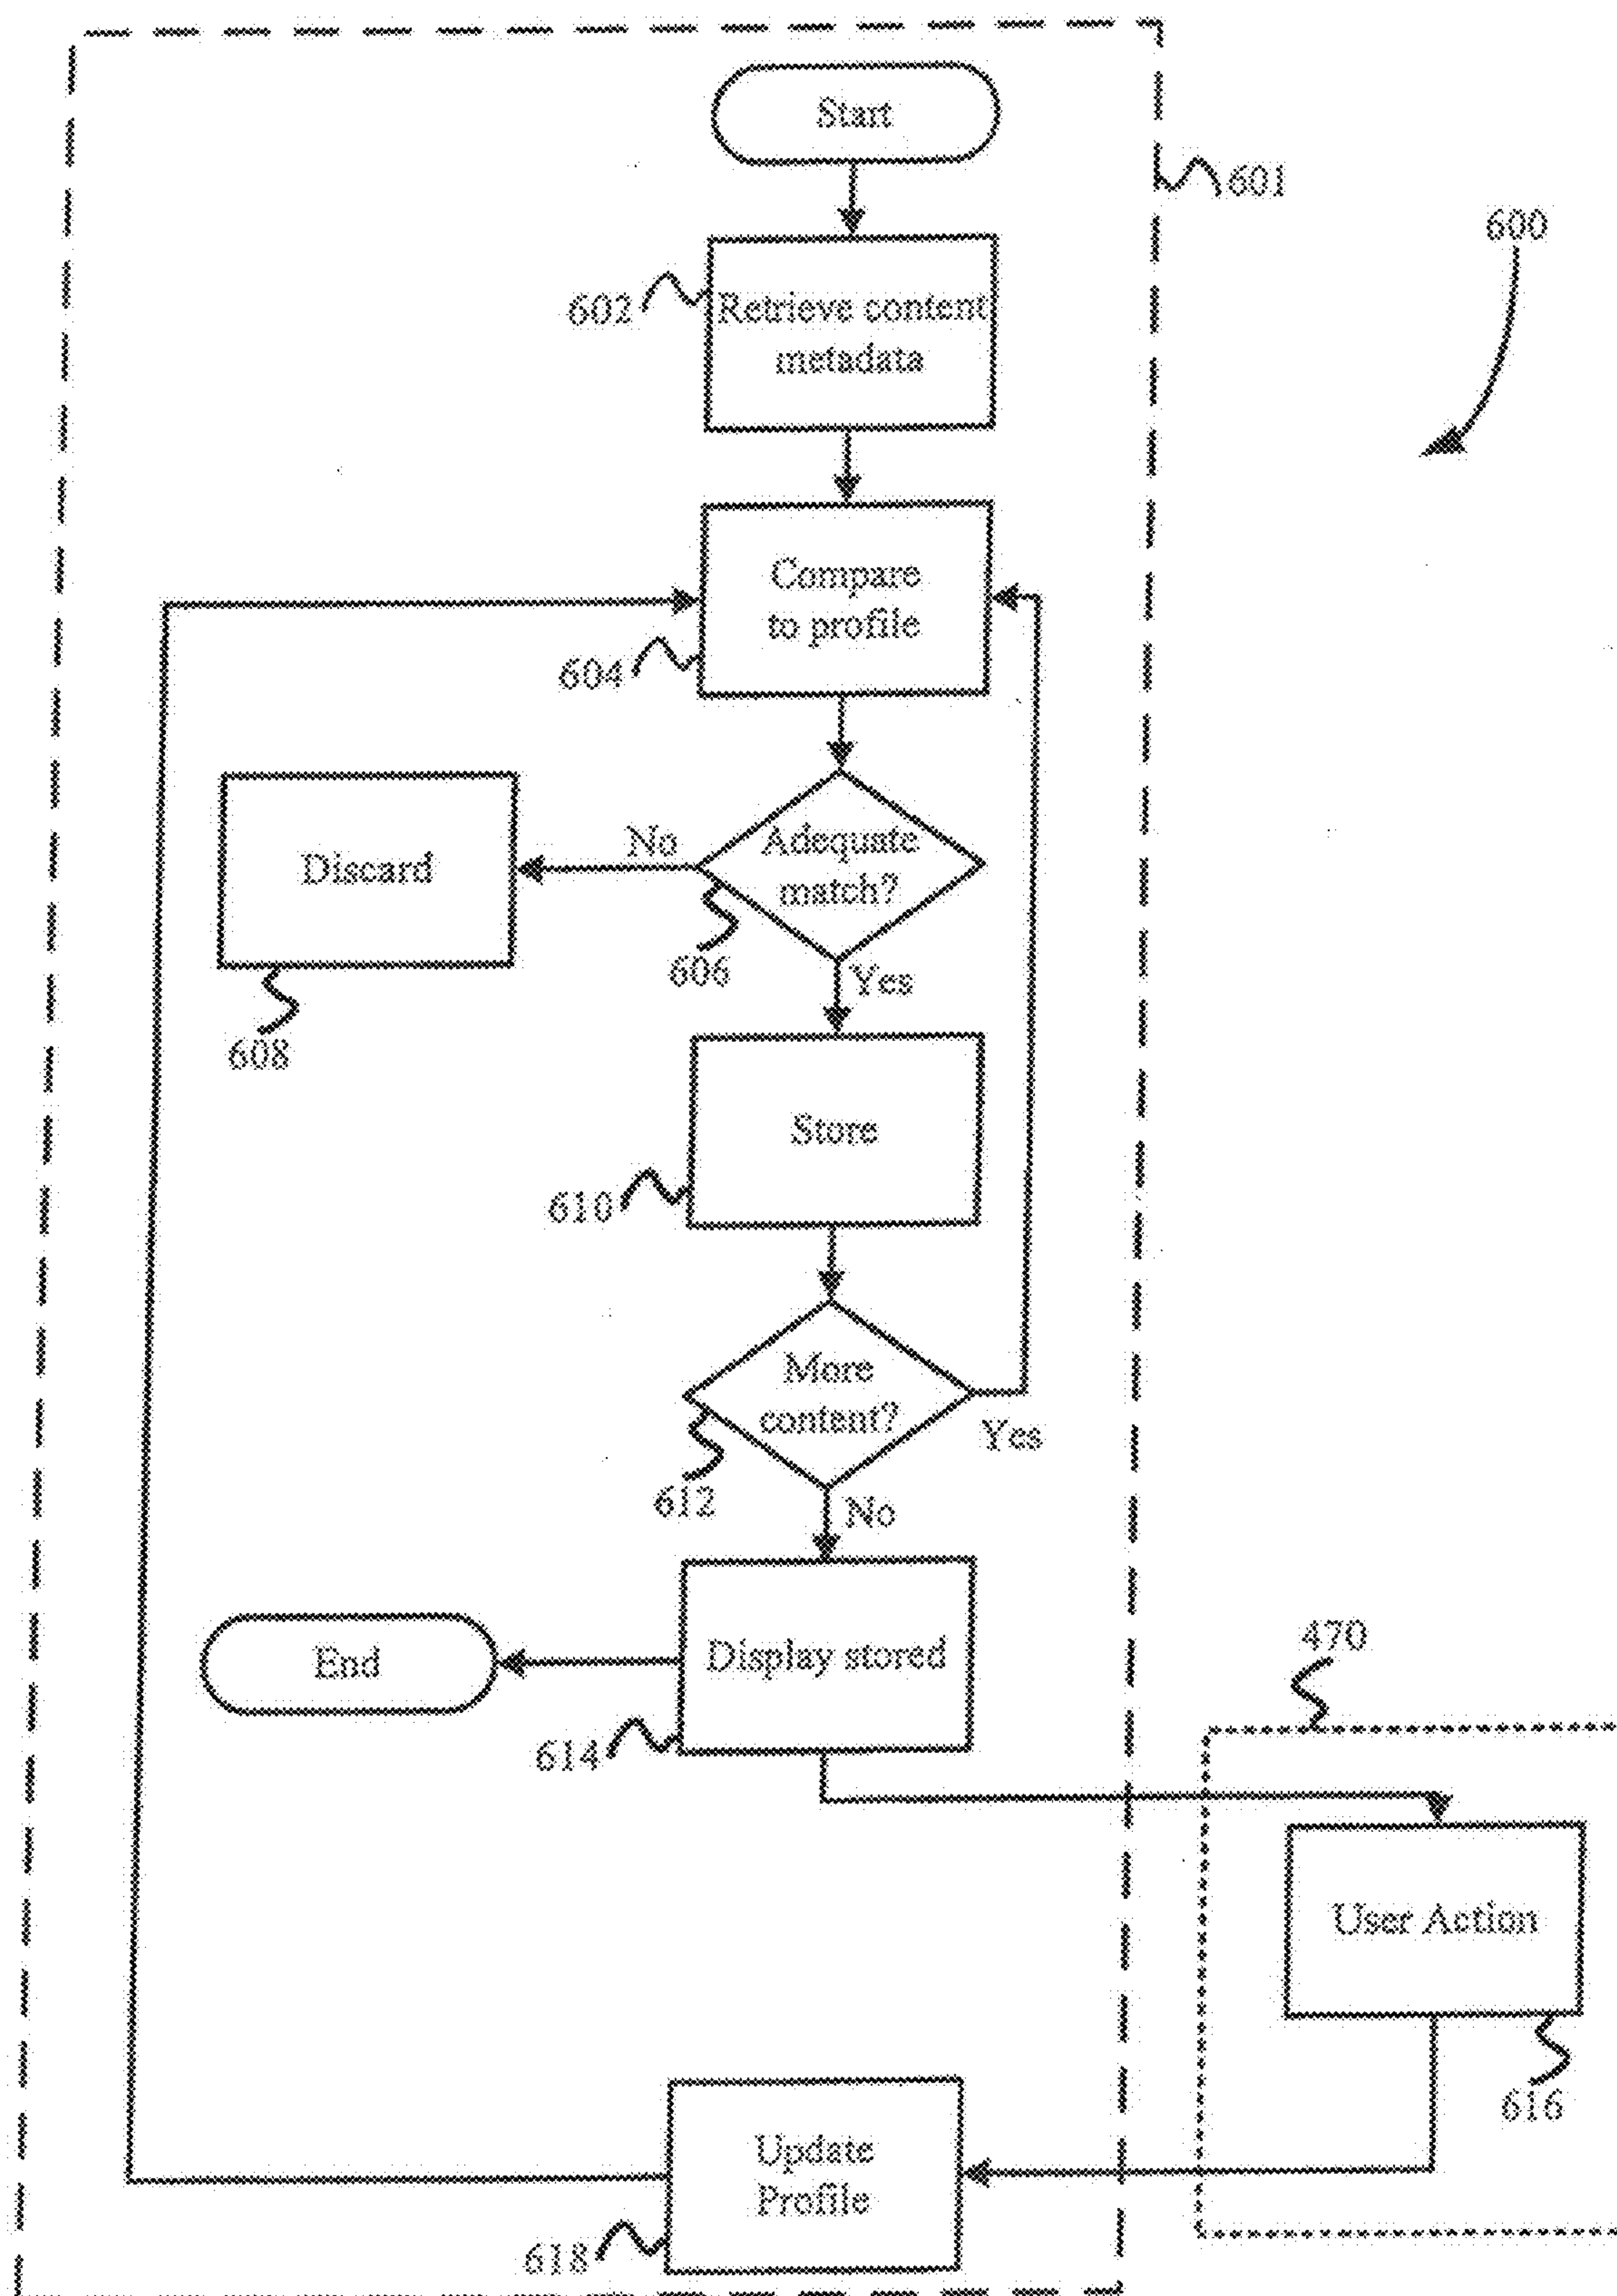 Start
601
600
602
Retrieve content
metadata
Compare
to profile
604
Discard
No
Adequate
match?
606
Yes
608
Store
610
More
content?
Yes
612
No
End
Display stored
614
470
User Action
616
Update
Profile
618